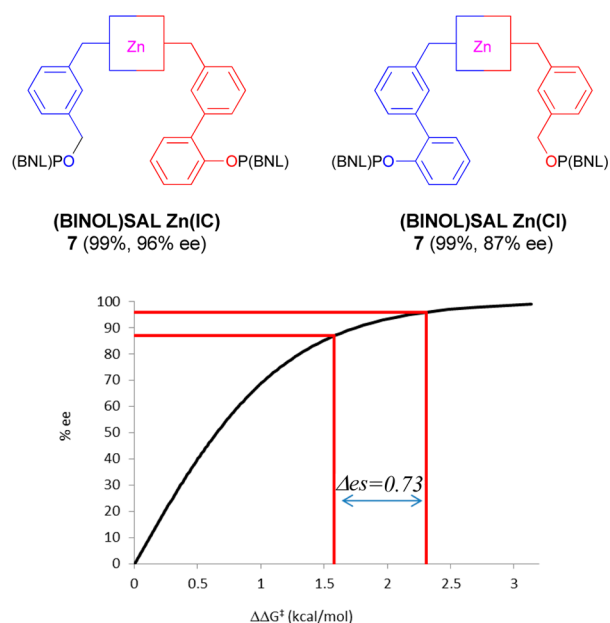 Zn
Zn
(BNL)PO
OP(BNL)
(BNL)PO
OP(BNL)
(BINOL)SAL Zn(IC)
7 (99%, 96% ee)
(BINOL)SAL Zn(CI)
7 (99%, 87% ee)
100
90
80
70
60
50
40
30
20
10
0
% ee
Δes=0.73
0
0.5
1
1.5
2
2.5
3
ΔΔG‡ (kcal/mol)